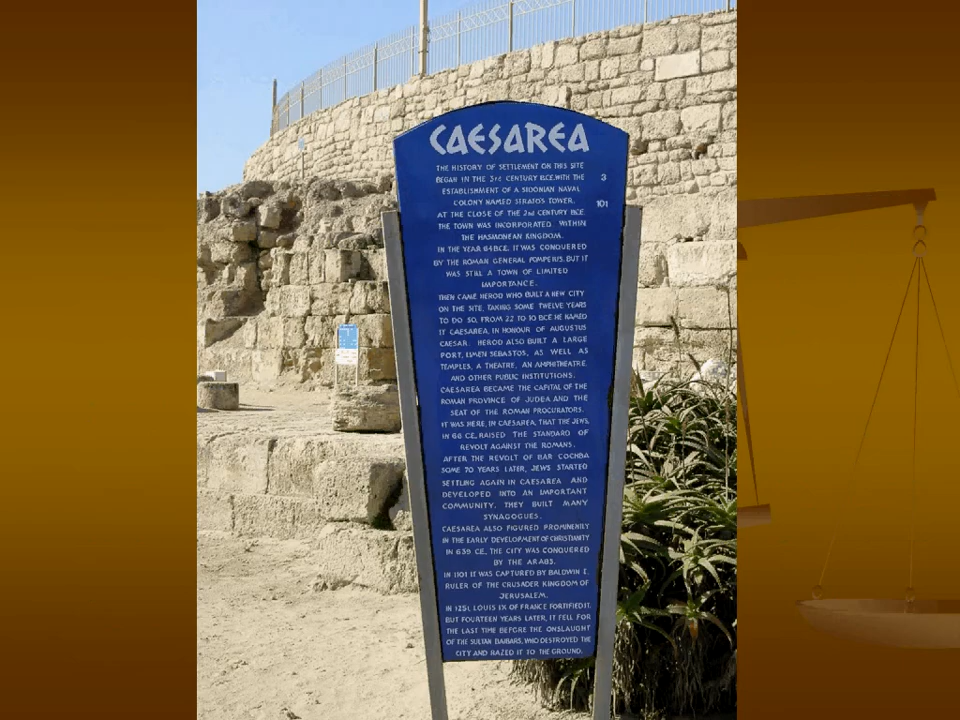 CAESAREA
THE HISTORY OF SETTLEMENT ON THIS SITE
BEGAN IN THE 3rd CENTURY BCE. WITH THE
ESTABLISHMENT OF A SIDONIAN NAVAL
COLONY NAMED STRATO'S TOWER.
AT THE CLOSE OF THE 2nd CENTURY BCE.
THE TOWN WAS INCORPORATED WITHIN
THE HASMONEAN KINGDOM.
IN THE YEAR 64 BCE. IT WAS CONQUERED
BY THE ROMAN GENERAL POMPEIUS. BUT IT
WAS STILL A TOWN OF LIMITED
IMPORTANCE.
THEN CAME HEROD WHO BUILT A NEW CITY
ON THE SITE, TAKING SOME TWELVE YEARS
TO DO SO, FROM 22 TO 10 BCE HE NAMED
IT CAESAREA, IN HONOUR OF AUGUSTUS
CAESAR. HEROD ALSO BUILT A LARGE
PORT, LIMEN SEBASTOS, AS WELL AS
TEMPLES, A THEATRE, AN AMPHITHEATRE,
AND OTHER PUBLIC INSTITUTIONS.
CAESAREA BECAME THE CAPITAL OF THE
ROMAN PROVINCE OF JUDEA AND THE
SEAT OF THE ROMAN PROCURATORS.
IT WAS HERE, IN CAESAREA, THAT THE JEWS,
IN 66 CE, RAISED THE STANDARD OF
REVOLT AGAINST THE ROMANS.
AFTER THE REVOLT OF BAR COCHBA
SOME 70 YEARS LATER, JEWS STARTED
SETTLING AGAIN IN CAESAREA AND
DEVELOPED INTO AN IMPORTANT
COMMUNITY. THEY BUILT MANY
SYNAGOGUES.
CAESAREA ALSO FIGURED PROMINENTLY
IN THE EARLY DEVELOPMENT OF CHRISTIANITY
IN 639 CE, THE CITY WAS CONQUERED
BY THE ARABS.
IN 1101 IT WAS CAPTURED BY BALDWIN I.
RULER OF THE CRUSADER KINGDOM OF
JERUSALEM.
IN 1251, LOUIS IX OF FRANCE FORTIFIED IT.
BUT FOURTEEN YEARS LATER, IT FELL FOR
THE LAST TIME BEFORE THE ONSLAUGHT
OF THE SULTAN BAIBARS, WHO DESTROYED THE
CITY AND RAZED IT TO THE GROUND.
3
101